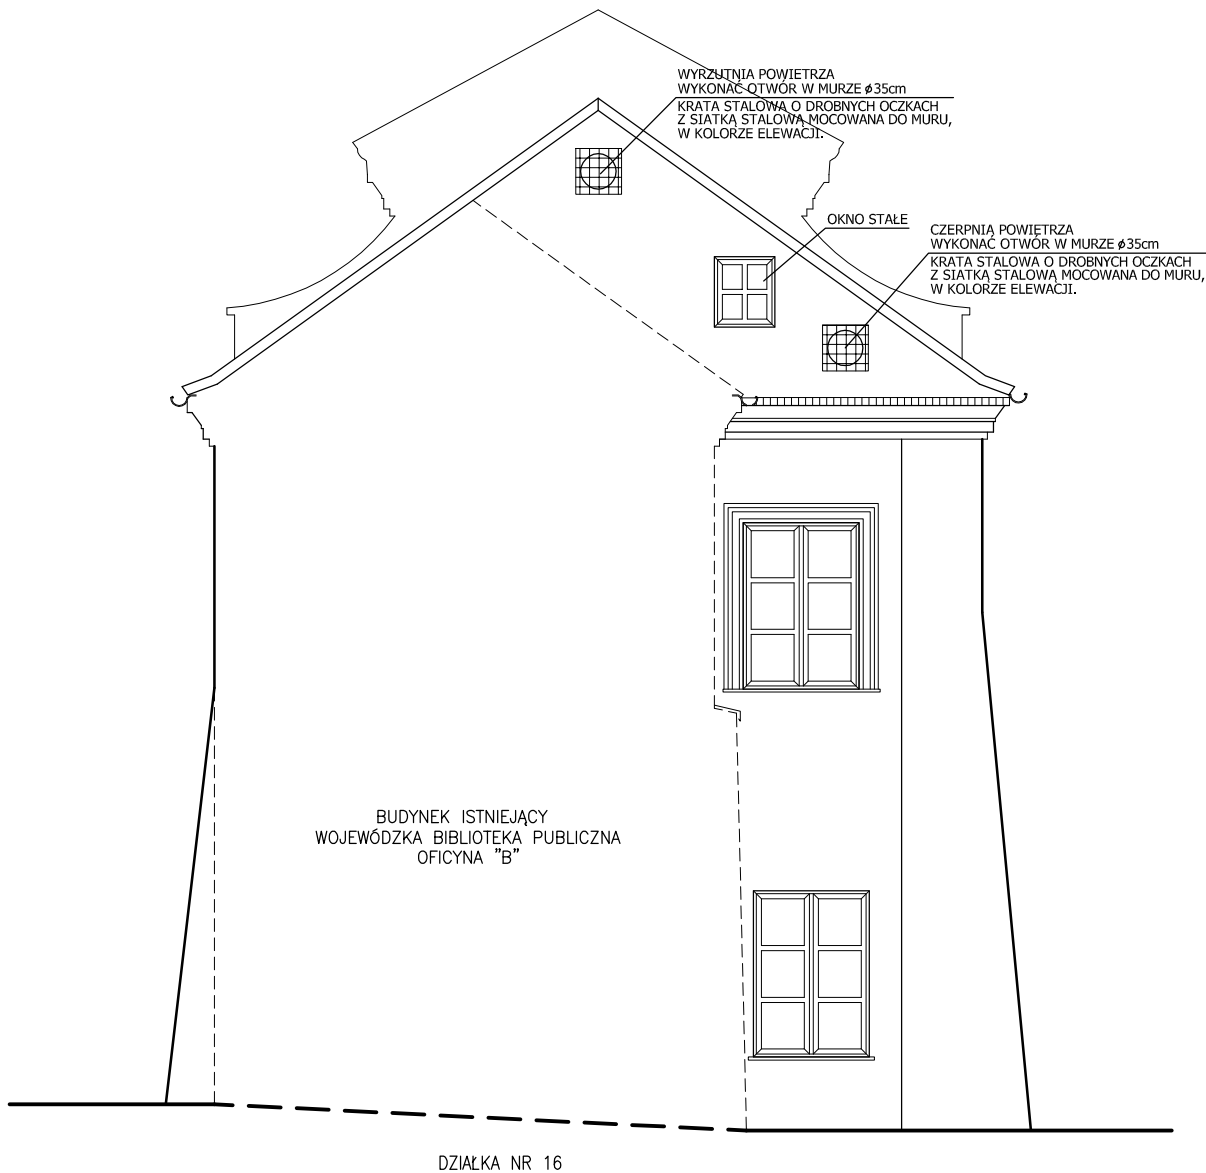 WYRZUTNIA POWIETRZA
WYKONAĆ OTWÓR W MURZE ø35cm
KRATA STALOWA O DROBNYCH OCZKACH
Z SIATKĄ STALOWĄ MOCOWANA DO MURU,
W KOLORZE ELEWACJI.
OKNO STAŁE
CZERPNIA POWIETRZA
WYKONAĆ OTWÓR W MURZE ø35cm
KRATA STALOWA O DROBNYCH OCZKACH
Z SIATKĄ STALOWĄ MOCOWANA DO MURU,
W KOLORZE ELEWACJI.
BUDYNEK ISTNIEJĄCY
WOJEWÓDZKA BIBLIOTEKA PUBLICZNA
OFICYNA "B"
DZIAŁKA NR 16